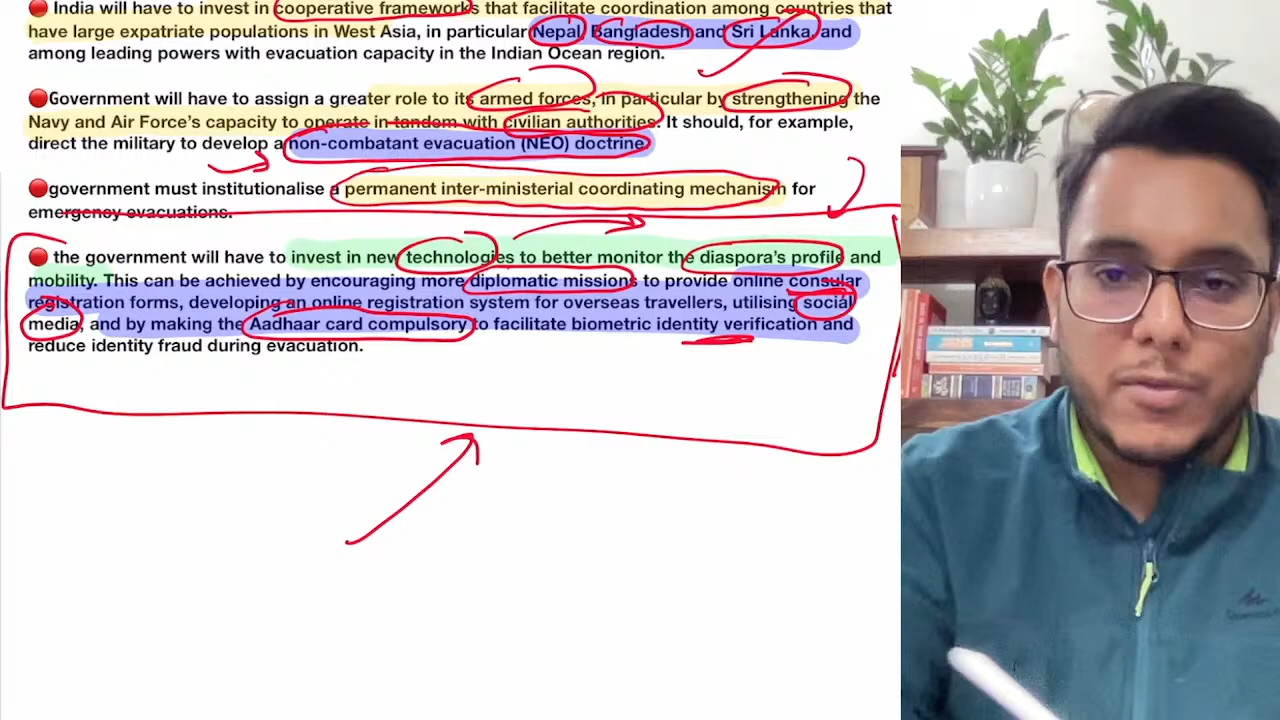 India will have to invest in cooperative frameworks that facilitate coordination among countries that
have large expatriate populations in West Asia, in particular Nepal, Bangladesh and Sri Lanka, and
among leading powers with evacuation capacity in the Indian Ocean region.
Government will have to assign a greater role to its armed forces, in particular by strengthening the
Navy and Air Force's capacity to operate in tandem with civilian authorities. It should, for example,
direct the military to develop a non-combatant evacuation (NEO) doctrine
government must institutionalise a permanent inter-ministerial coordinating mechanism for
emergency evacuations.
the government will have to invest in new technologies to better monitor the diaspora's profile and
mobility. This can be achieved by encouraging more diplomatic missions to provide online consular
registration forms, developing an online registration system for overseas travellers, utilising social
media, and by making the Aadhaar card compulsory to facilitate biometric identity verification and
reduce identity fraud during evacuation.